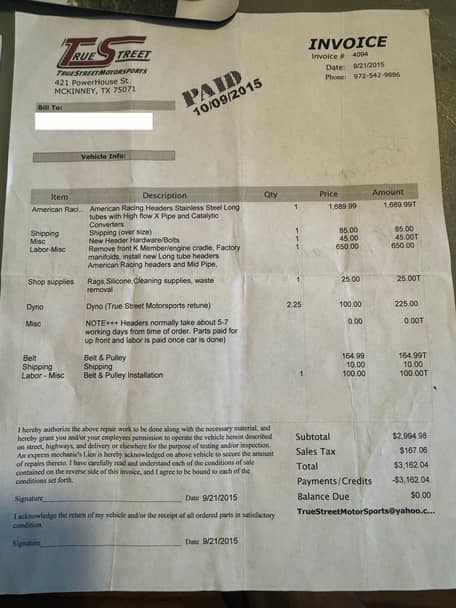 TRUE STREET
TRUESTREETMOTORSPORTS
421 PowerHouse St
MCKINNEY, TX 75071
PAID
10/09/2015
INVOICE
Invoice # 4094
Date: 9/21/2015
Phone: 972-542-9886
Bill To:
Vehicle Info:
Item Description Qty Price Amount
American Raci.. American Racing Headers Stainless Steel Long 1 1,689.99 1,689.99T
tubes with High flow X Pipe and Catalytic
Converters.
Shipping Shipping (over size) 1 85.00 85.00
Misc New Header Hardware/Bolts 1 45.00 45.00T
Labor-Misc Remove front K Member/engine cradle, Factory 1 650.00 650.00
manifolds, install new Long tube headers
American Racing headers and Mid Pipe,
Shop supplies Rags,Silicone,Cleaning supplies, waste 1 25.00 25.00T
removal
Dyno Dyno (True Street Motorsports retune) 2.25 100.00 225.00
Misc NOTE+++ Headers normally take about 5-7 0.00 0.00T
working days from time of order. Parts paid for
up front and labor is paid once car is done)
Belt Belt & Pulley 164.99 164.99T
Shipping Shipping 10.00 10.00
Labor - Misc Belt & Pulley Installation 1 100.00 100.00T
I hereby authorize the above repair work to be done along with the necessary material, and
hereby grant you and/or your employees permission to operate the vehicle herein described
on street, highways, and delivery or elsewhere for the purpose of testing and/or inspection.
An express mechanic's Lien is hereby acknowledged on above vehicle to secure the amount
of repairs thereto. I have carefully read and understand each of the conditions of sale
contained on the reverse side of this invoice, and I agree to be bound to each of the
conditions set forth.
Signature Date 9/21/2015
I acknowledge the return of my vehicle and/or the receipt of all ordered parts in satisfactory
condition.
Signature Date 9/21/2015
Subtotal $2,994.98
Sales Tax $167.06
Total $3,162.04
Payments/Credits -$3,162.04
Balance Due $0.00
TrueStreetMotorSports@yahoo.c...